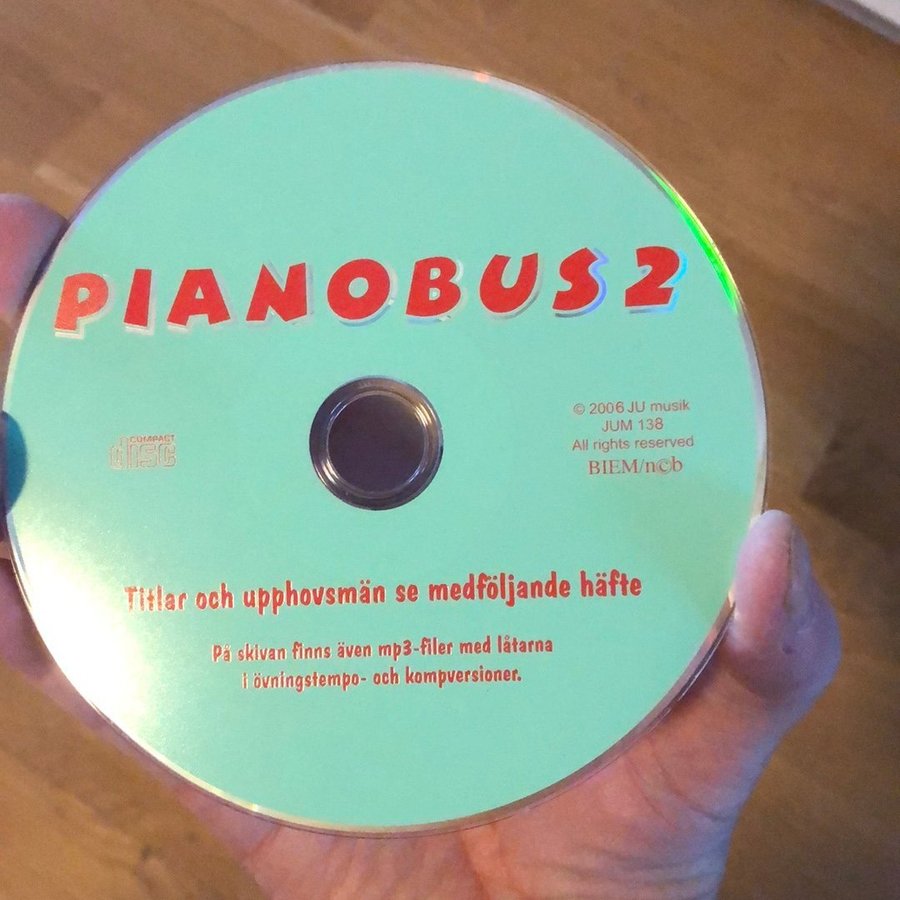 PIANOBUS 2
COMPACT
disc
© 2006 JU musik
JUM 138
All rights reserved
BIEM/n©b
Titlar och upphovsmän se medföljande häfte
På skivan finns även mp3-filer med låtarna
i övningstempo- och kompversioner.